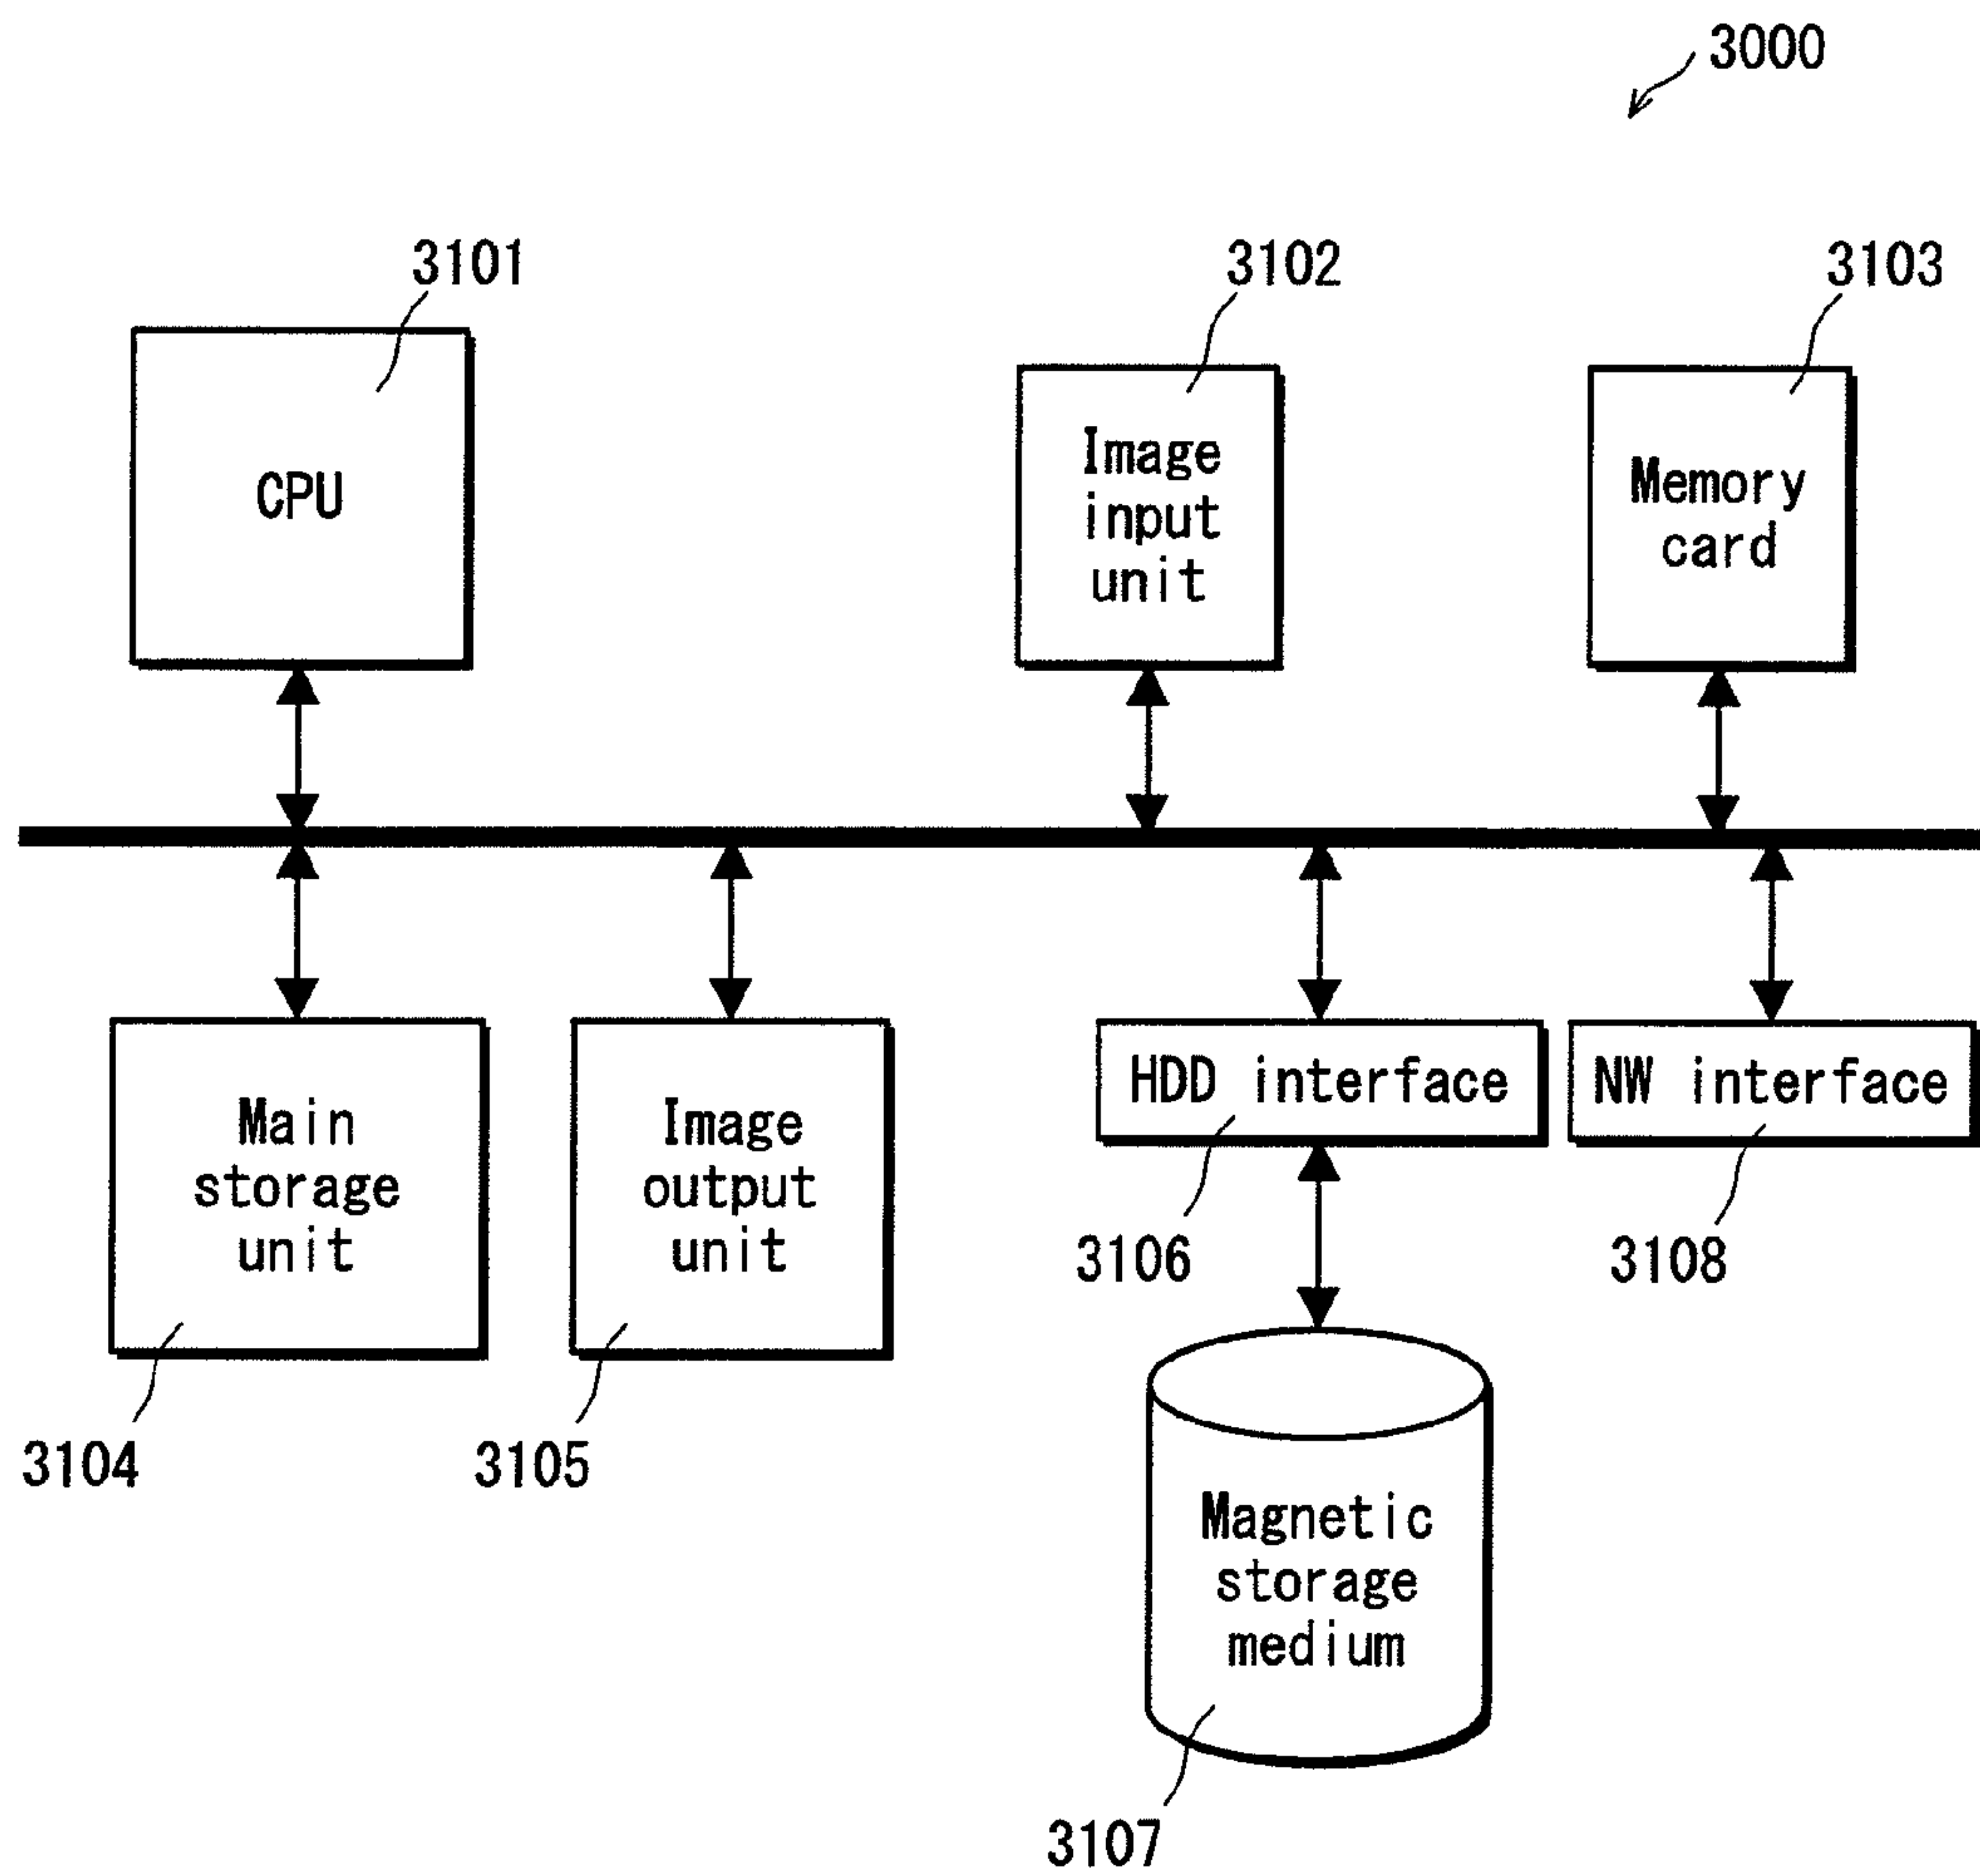 3000
3101
3102
3103
CPU
Image
input
unit
Memory
card
Main
storage
unit
Image
output
unit
HDD interface
NW interface
3106
3108
3104
3105
Magnetic
storage
medium
3107